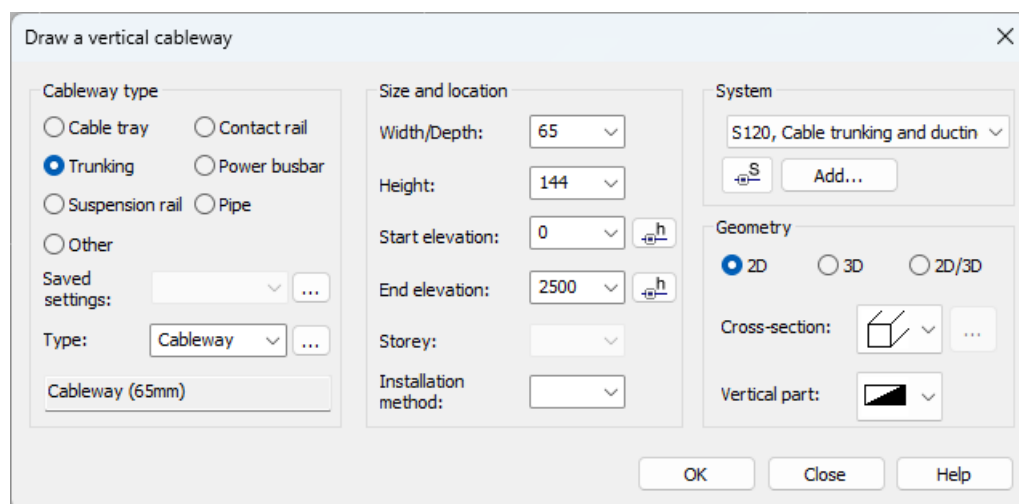 Draw a vertical cableway
Cableway type
Cable tray
Contact rail
Trunking
Power busbar
Suspension rail
Pipe
Other
Saved
settings:
...
Type:
Cableway
...
Cableway (65mm)
Size and location
Width/Depth:
65
Height:
144
Start elevation:
0
h
End elevation:
2500
h
Storey:
Installation
method:
System
S120, Cable trunking and ductin
S
Add...
Geometry
2D
3D
2D/3D
Cross-section:
...
Vertical part:
OK
Close
Help